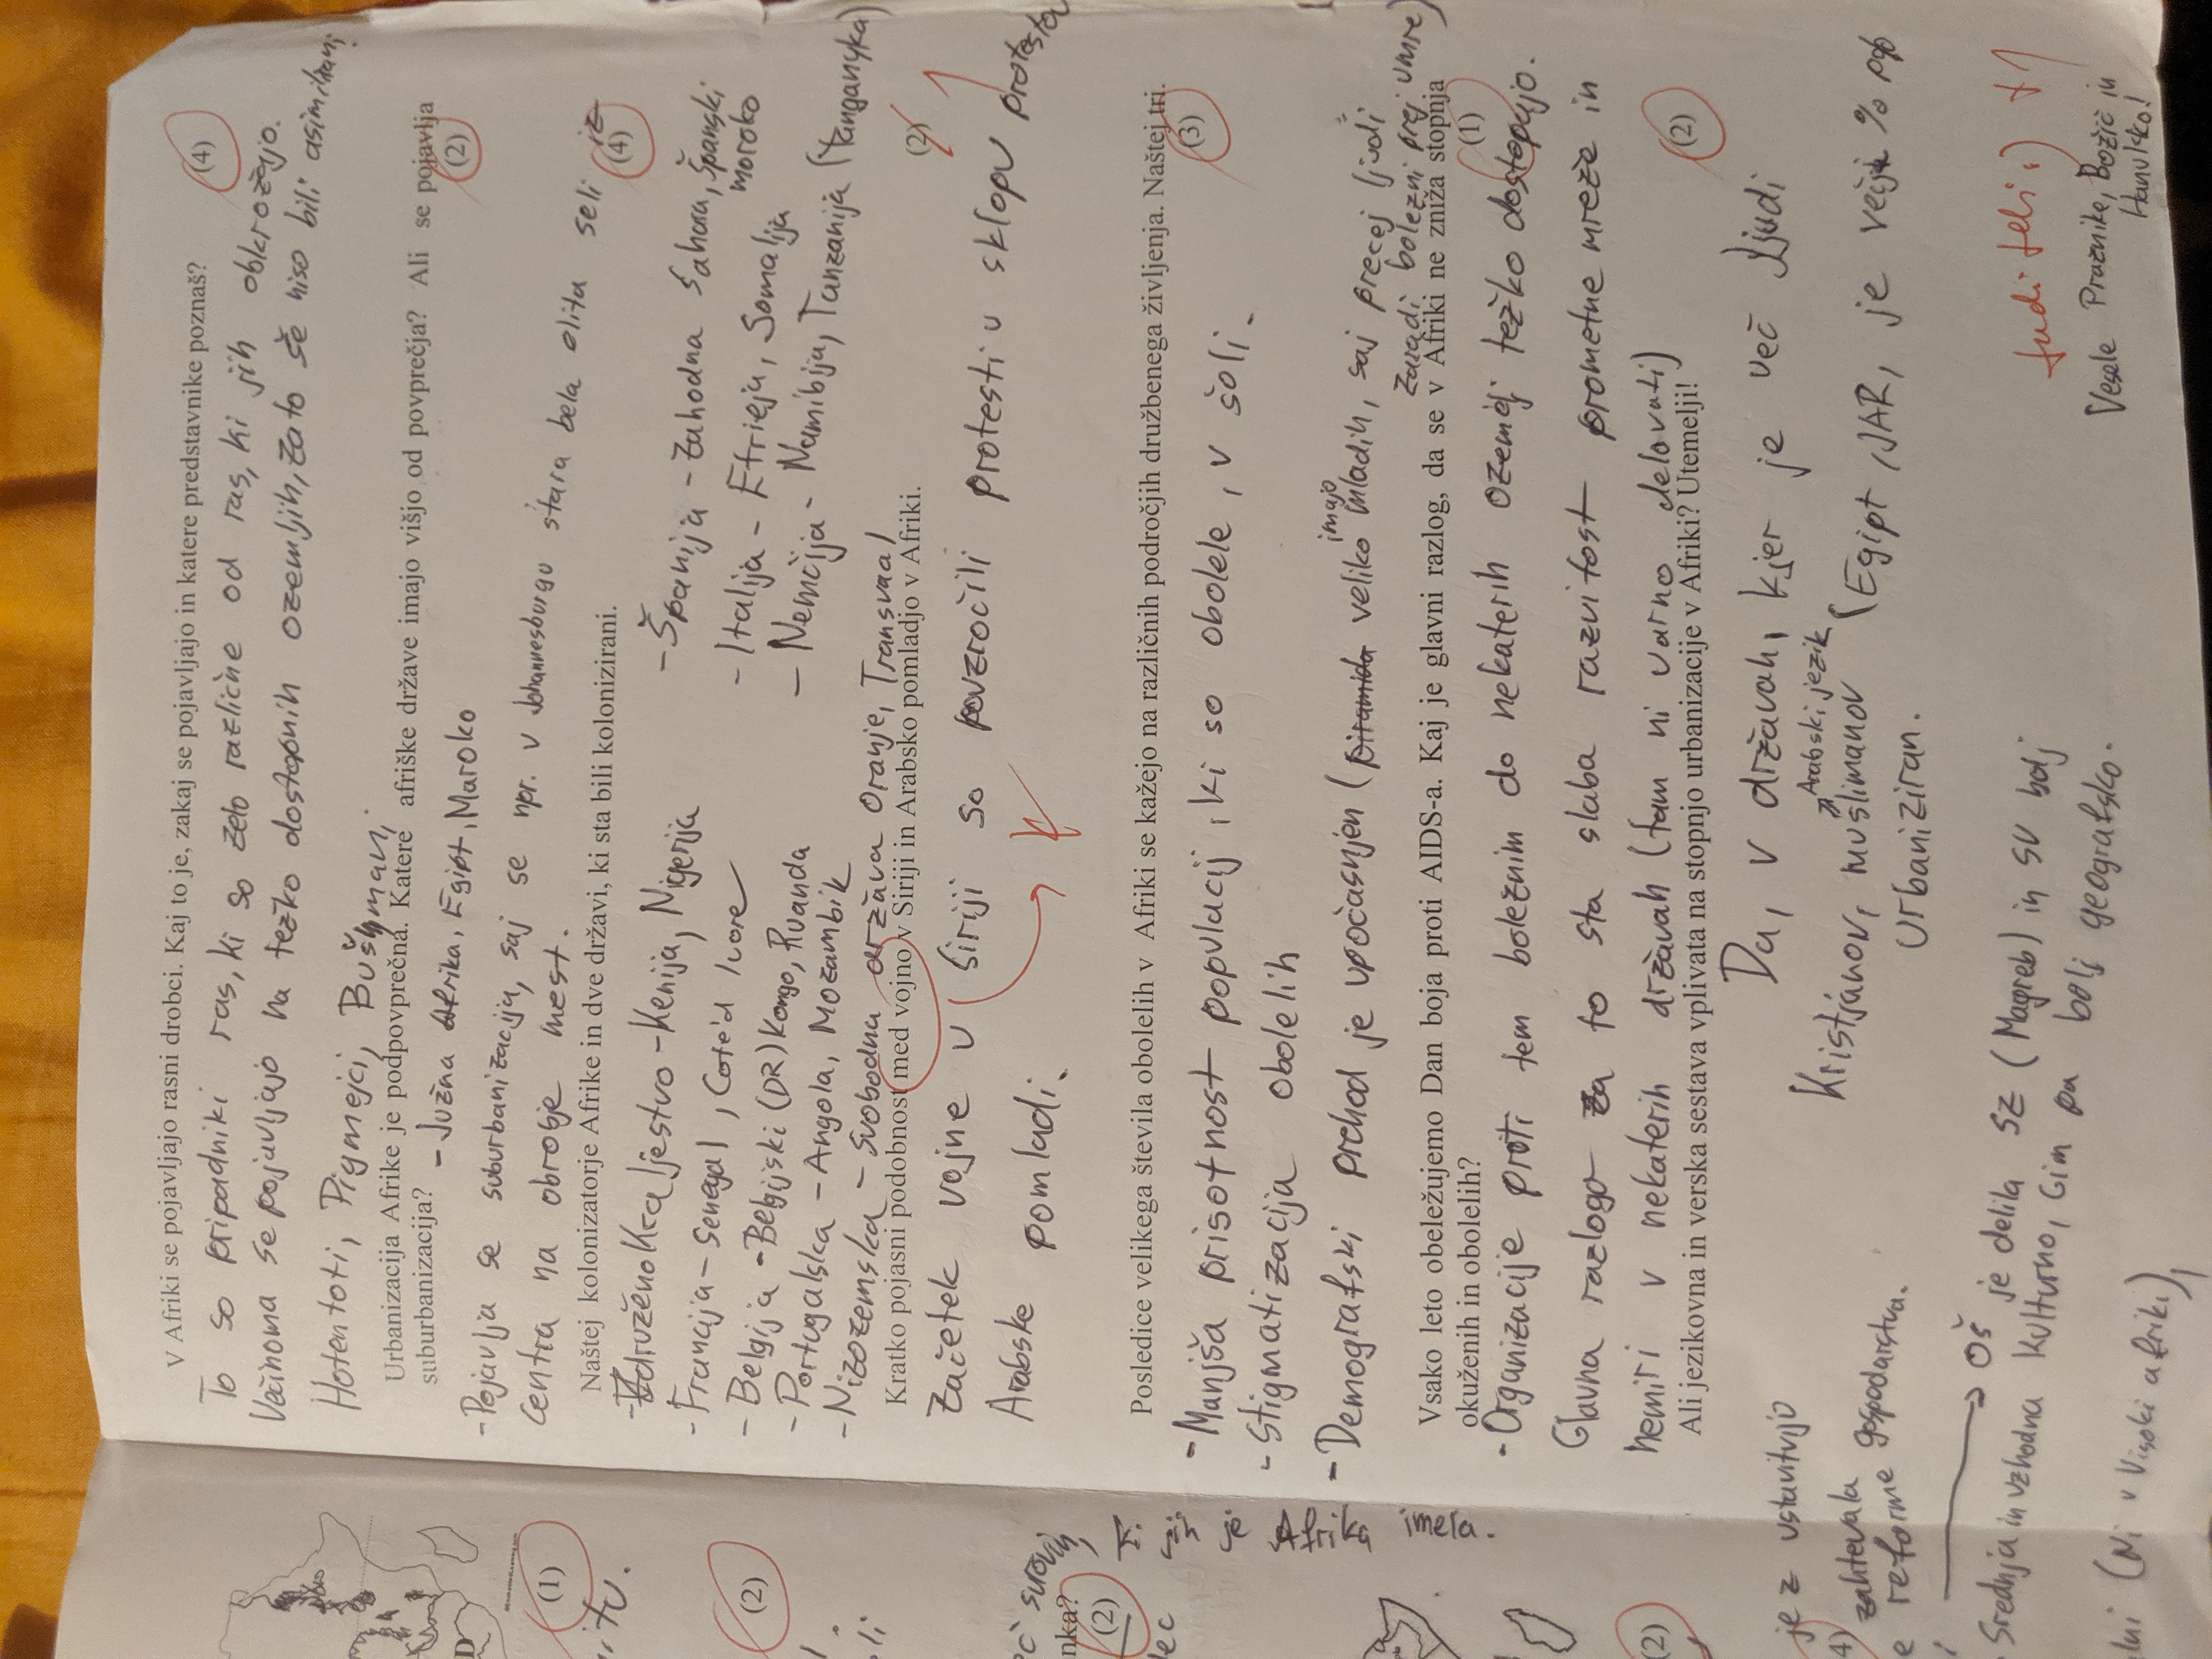 V Afriki se pojavljajo rasni drobci. Kaj to je, zakaj se pojavljajo in katere predstavnike poznaš? (4)
To so pripadniki ras, ki so zelo različne od ras, ki jih obkrožajo.
Večinoma se pojavljajo na težko dostopnih ozemljih, zato še niso bili asimilirani.
Hotentoti, Pigmejci, Bušmani
Urbanizacija Afrike je podpovprečna. Katere afriške države imajo višjo od povprečja? Ali se pojavlja
suburbanizacija? (2)
- Južna Afrika, Egipt, Maroko
- Pojavlja se suburbanizacija, saj se npr. v Johannesburgu stara bela elita seli iz
centra na obrobje mest.
Naštej kolonizatorje Afrike in dve državi, ki sta bili kolonizirani. (4)
- Združeno Kraljestvo - Kenija, Nigerija
- Francija - Senegal, Cote'd Ivore
- Belgija - Belgijski (DR) Kongo, Ruanda
- Portugalska - Angola, Mozambik
- Nizozemska - Svobodna država Oranje, Transvaal
- Španija - Zahodna Sahara, Španski
moroko
- Italija - Etrieja, Somalija
- Nemčija - Namibija, Tanzanija (Tanganyka)
Kratko pojasni podobnost med vojno v Siriji in Arabsko pomladjo v Afriki. (2)
Začetek vojne v Siriji so povzročili protesti v sklopu protestov
Arabske pomladi.
Posledice velikega števila obolelih v Afriki se kažejo na različnih področjih družbenega življenja. Naštej tri.
(3)
- Manjša prisotnost populacij, ki so obolele, v šoli.
- Stigmatizacija obolelih
- Demografski prehod je upočasnjen (piramida veliko imajo mladih, saj precej ljudi
zaradi bolezni prej umre)
Vsako leto obeležujemo Dan boja proti AIDS-a. Kaj je glavni razlog, da se v Afriki ne zniža stopnja
okuženih in obolelih? (1)
- Organizacije proti tem boleznim do nekaterih ozemelj težko dostopajo.
Glavna razloga za to sta slaba razvitost prometne mreže in
nemiri v nekaterih državah (tam ni varno delovati)
Ali jezikovna in verska sestava vplivata na stopnjo urbanizacije v Afriki? Utemelji! (2)
Da, v državah, kjer je več ljudi
Arabski jezik
Kristjanov, muslimanov (Egipt, JAR, je večji % pop
Urbaniziran.
OŠ je delila SZ (Magreb) in SV bolj
Srednja in vzhodna kulturno, Gim pa bolj geografsko.
tudi tebi :) +1
Vesele Praznike, Božič in
Hanukko!
D
(1)
itu.
(2)
li
eč surovin, ki jih je Afrika imela.
nka?
(2)
lec
(2)
je z ustavitvijo
4)
zahtevala
e reforme gospodarstva.
lni (Ni v Visoki afriki),